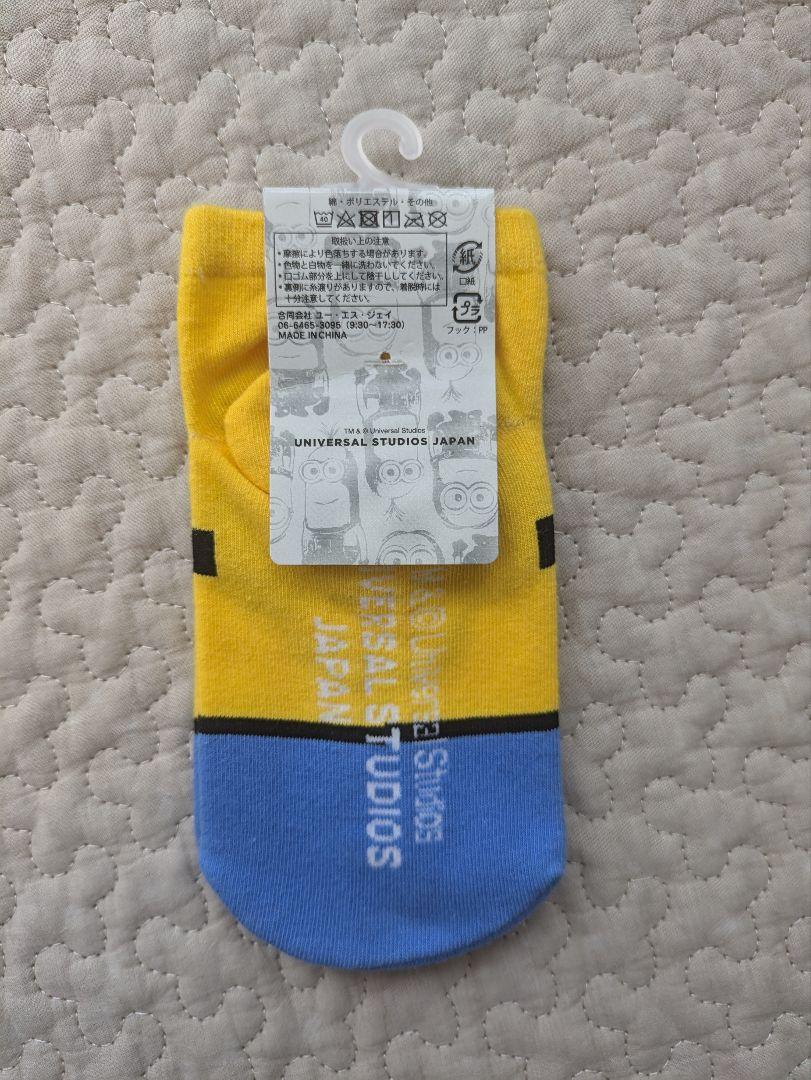 綿・ポリエステル・その他
40
取扱い上の注意
・摩擦により色落ちする場合があります。
・色物と白物を一緒に洗わないでください。
・口ゴム部分を上にして陰干ししてください。
・裏側に糸渡りがありますので、着脱時には
十分注意してください。
紙
口紙
プラ
フック:PP
合同会社 ユー・エス・ジェイ
06-6465-3095 (9:30〜17:30)
MADE IN CHINA
TM & © Universal Studios
UNIVERSAL STUDIOS JAPAN
& © Universal Studios
VERSAL STUDIOS
JAPAN